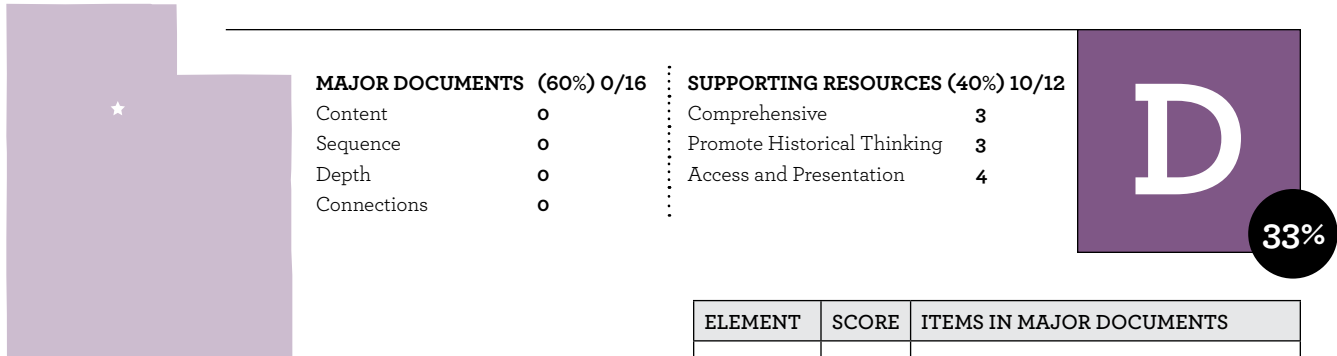 MAJOR DOCUMENTS (60%) 0/16
Content 0
Sequence 0
Depth 0
Connections 0
SUPPORTING RESOURCES (40%) 10/12
Comprehensive 3
Promote Historical Thinking 3
Access and Presentation 4
D
33%
ELEMENT SCORE ITEMS IN MAJOR DOCUMENTS